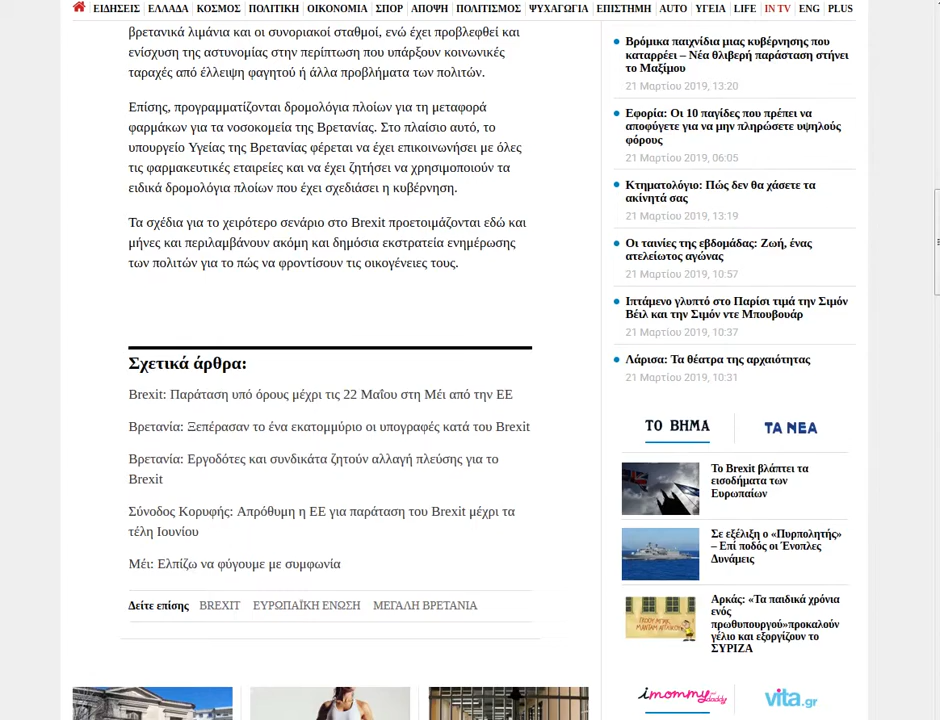 ΕΙΔΗΣΕΙΣ ΕΛΛΑΔΑ ΚΟΣΜΟΣ ΠΟΛΙΤΙΚΗ ΟΙΚΟΝΟΜΙΑ ΣΠΟΡ ΑΠΟΨΗ ΠΟΛΙΤΙΣΜΟΣ ΨΥΧΑΓΩΓΙΑ ΕΠΙΣΤΗΜΗ AUTO ΥΓΕΙΑ LIFE IN TV ENG PLUS
βρετανικά λιμάνια και οι συνοριακοί σταθμοί, ενώ έχει προβλεφθεί και
ενίσχυση της αστυνομίας στην περίπτωση που υπάρξουν κοινωνικές
ταραχές από έλλειψη φαγητού ή άλλα προβλήματα των πολιτών.
Επίσης, προγραμματίζονται δρομολόγια πλοίων για τη μεταφορά
φαρμάκων για τα νοσοκομεία της Βρετανίας. Στο πλαίσιο αυτό, το
υπουργείο Υγείας της Βρετανίας φέρεται να έχει επικοινωνήσει με όλες
τις φαρμακευτικές εταιρείες και να έχει ζητήσει να χρησιμοποιούν τα
ειδικά δρομολόγια πλοίων που έχει σχεδιάσει η κυβέρνηση.
Τα σχέδια για το χειρότερο σενάριο στο Brexit προετοιμάζονται εδώ και
μήνες και περιλαμβάνουν ακόμη και δημόσια εκστρατεία ενημέρωσης
των πολιτών για το πώς να φροντίσουν τις οικογένειες τους.
Σχετικά άρθρα:
Brexit: Παράταση υπό όρους μέχρι τις 22 Μαΐου στη Μέι από την ΕΕ
Βρετανία: Ξεπέρασαν το ένα εκατομμύριο οι υπογραφές κατά του Brexit
Βρετανία: Εργοδότες και συνδικάτα ζητούν αλλαγή πλεύσης για το
Brexit
Σύνοδος Κορυφής: Απρόθυμη η ΕΕ για παράταση του Brexit μέχρι τα
τέλη Ιουνίου
Μέι: Ελπίζω να φύγουμε με συμφωνία
Δείτε επίσης BREXIT ΕΥΡΩΠΑΪΚΗ ΕΝΩΣΗ ΜΕΓΑΛΗ ΒΡΕΤΑΝΙΑ
Βρόμικα παιχνίδια μιας κυβέρνησης που
καταρρέει – Νέα θλιβερή παράσταση στήνει
το Μαξίμου
21 Μαρτίου 2019, 13:20
Εφορία: Οι 10 παγίδες που πρέπει να
αποφύγετε για να μην πληρώσετε υψηλούς
φόρους
21 Μαρτίου 2019, 06:05
Κτηματολόγιο: Πώς δεν θα χάσετε τα
ακίνητά σας
21 Μαρτίου 2019, 13:19
Οι ταινίες της εβδομάδας: Ζωή, ένας
ατελείωτος αγώνας
21 Μαρτίου 2019, 10:57
Ιπτάμενο γλυπτό στο Παρίσι τιμά την Σιμόν
Βέιλ και την Σιμόν ντε Μπουβουάρ
21 Μαρτίου 2019, 10:37
Λάρισα: Τα θέατρα της αρχαιότητας
21 Μαρτίου 2019, 10:31
ΤΟ ΒΗΜΑ ΤΑ ΝΕΑ
Το Brexit βλάπτει τα
εισοδήματα των
Ευρωπαίων
Σε εξέλιξη ο «Πυρπολητής»
– Επί ποδός οι Ένοπλες
Δυνάμεις
Αρκάς: «Τα παιδικά χρόνια
ενός
πρωθυπουργού»προκαλούν
γέλιο και εξοργίζουν το
ΣΥΡΙΖΑ
imommy daddy vita.gr